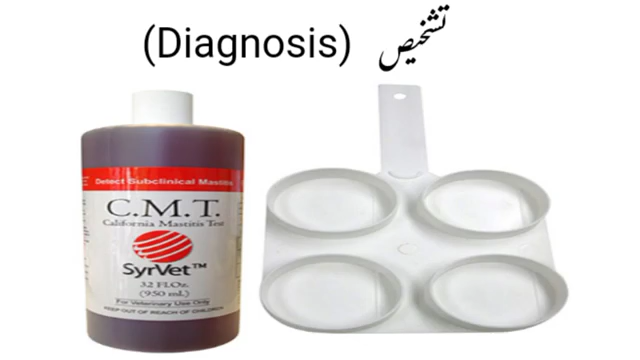 (Diagnosis) تشخیص
Detect Subclinical Mastitis
C.M.T.
California Mastitis Test
SyrVet™
32 Fl.Oz.
(950 mL)
For Veterinary Use Only
KEEP OUT OF REACH OF CHILDREN